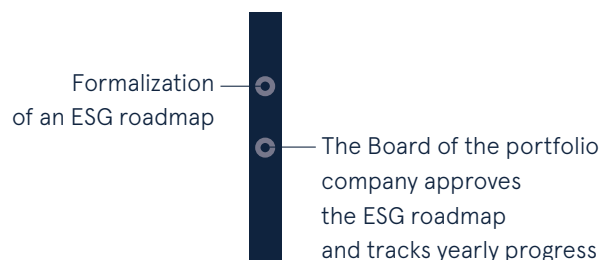 Formalization
of an ESG roadmap
The Board of the portfolio
company approves
the ESG roadmap
and tracks yearly progress